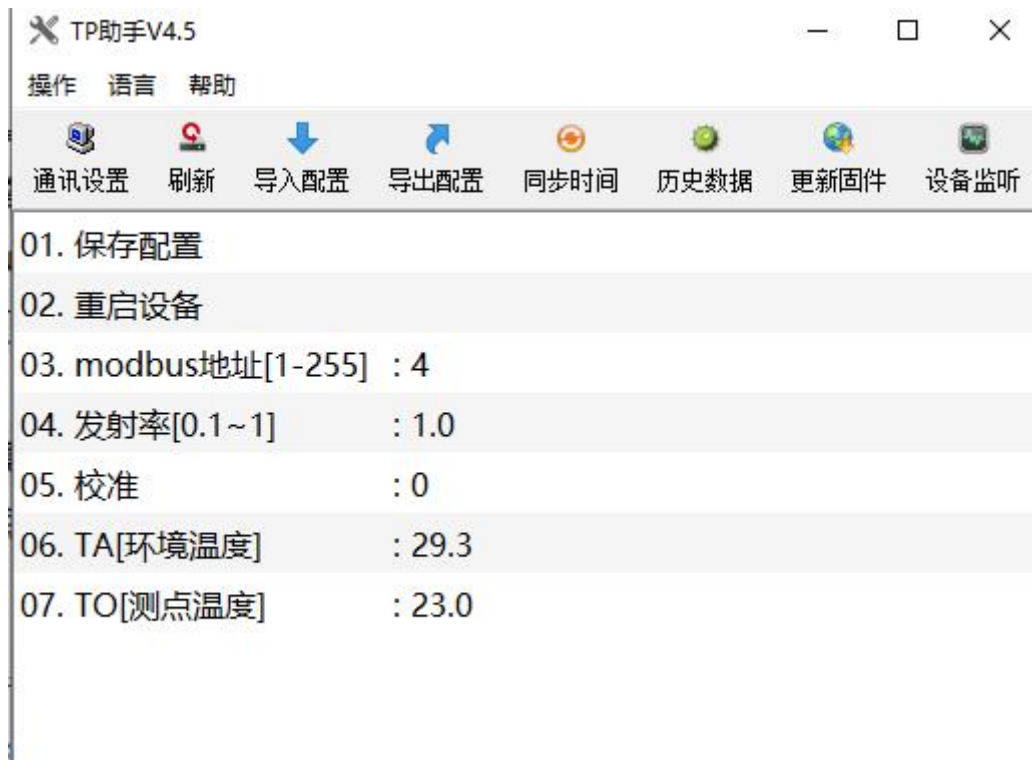 TP助手V4.5
操作 语言 帮助
通讯设置 刷新 导入配置 导出配置 同步时间 历史数据 更新固件 设备监听
01. 保存配置
02. 重启设备
03. modbus地址[1-255] : 4
04. 发射率[0.1~1] : 1.0
05. 校准 : 0
06. TA[环境温度] : 29.3
07. TO[测点温度] : 23.0